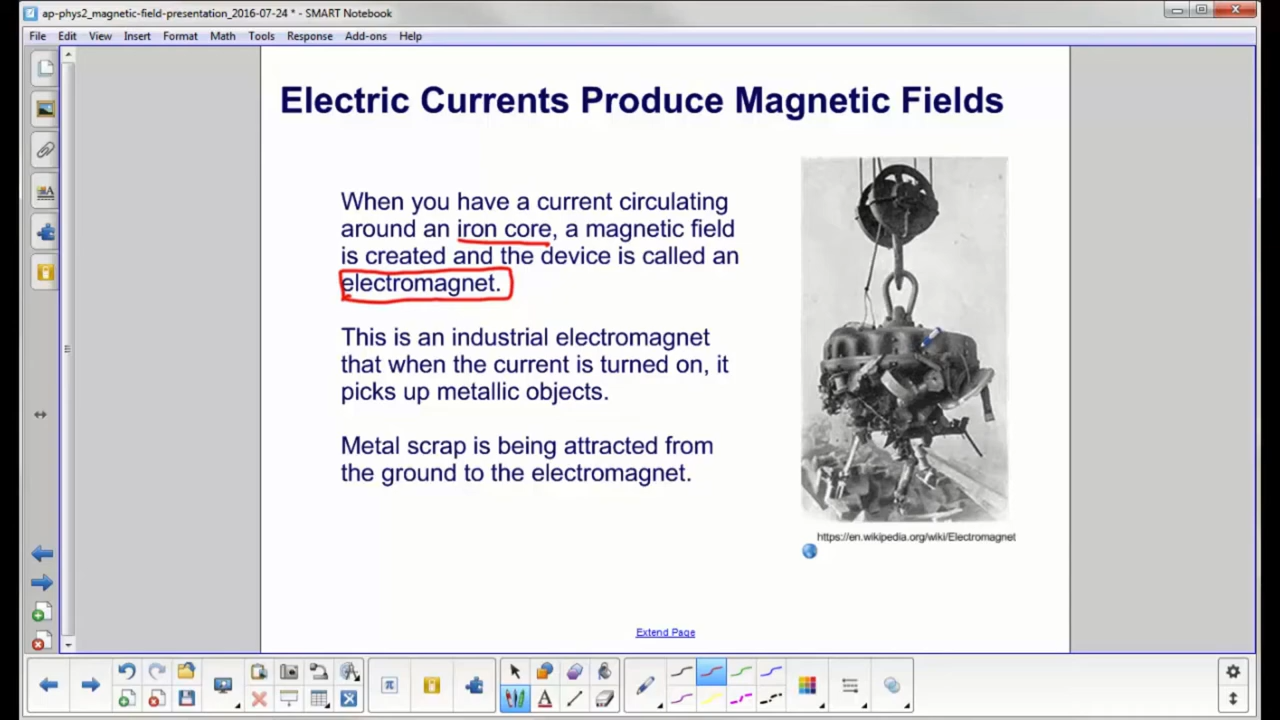 ap-phys2_magnetic-field-presentation_2016-07-24 * - SMART Notebook
File Edit View Insert Format Math Tools Response Add-ons Help
Electric Currents Produce Magnetic Fields
When you have a current circulating
around an iron core, a magnetic field
is created and the device is called an
electromagnet.
This is an industrial electromagnet
that when the current is turned on, it
picks up metallic objects.
Metal scrap is being attracted from
the ground to the electromagnet.
https://en.wikipedia.org/wiki/Electromagnet
Extend Page